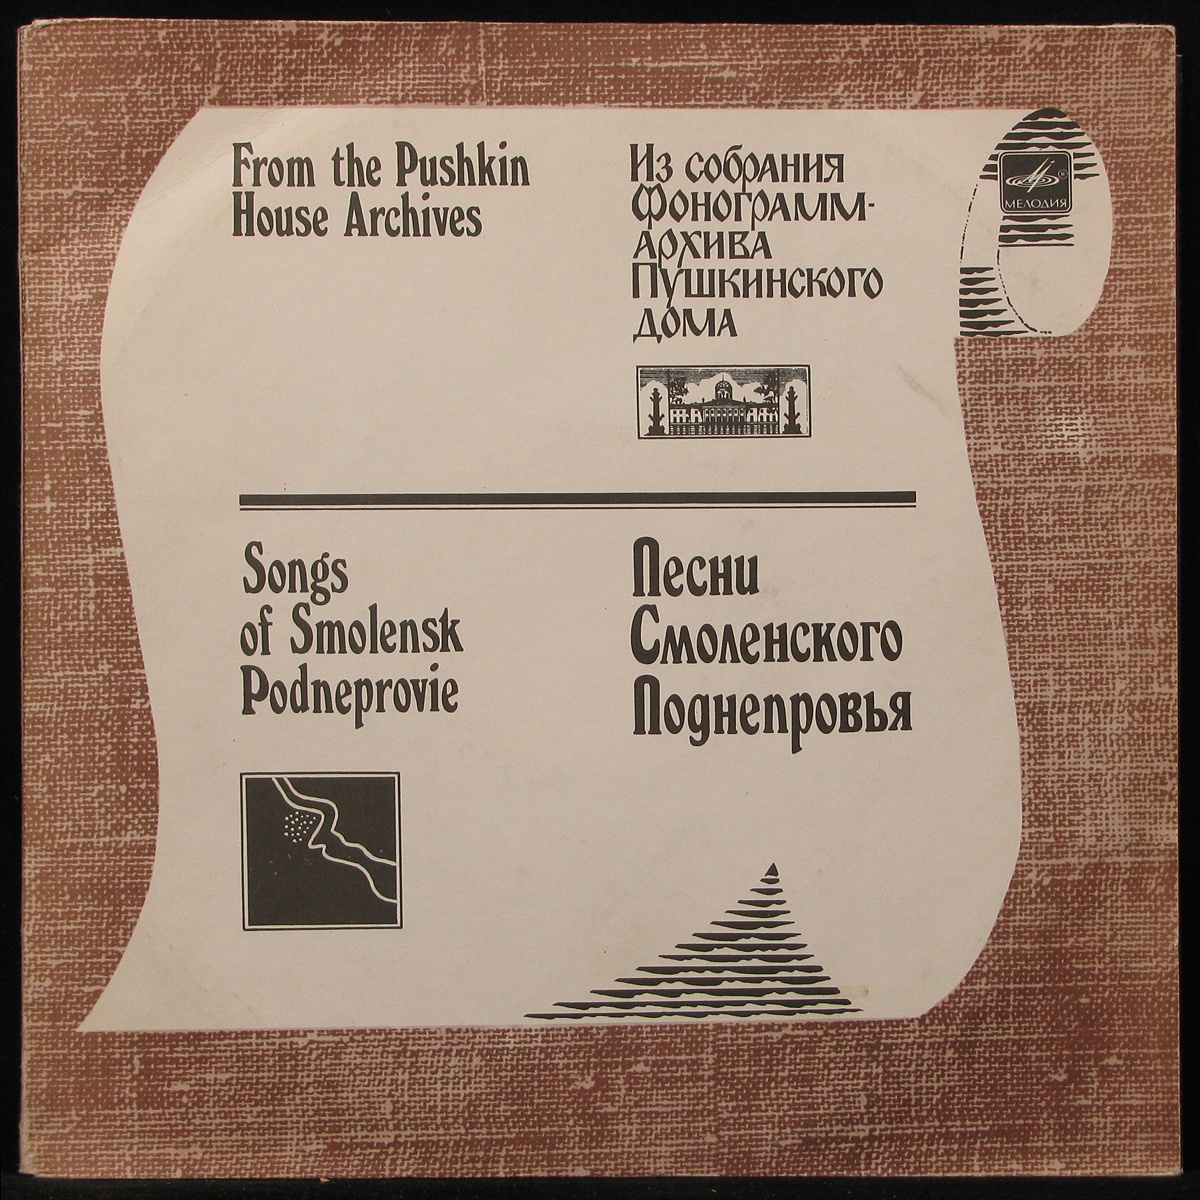 From the Pushkin
House Archives
Из собрания
Фонограмм-
архива
Пушкинского
дома
МЕЛОДИЯ
Songs
of Smolensk
Podneprovie
Песни
Смоленского
Поднепровья